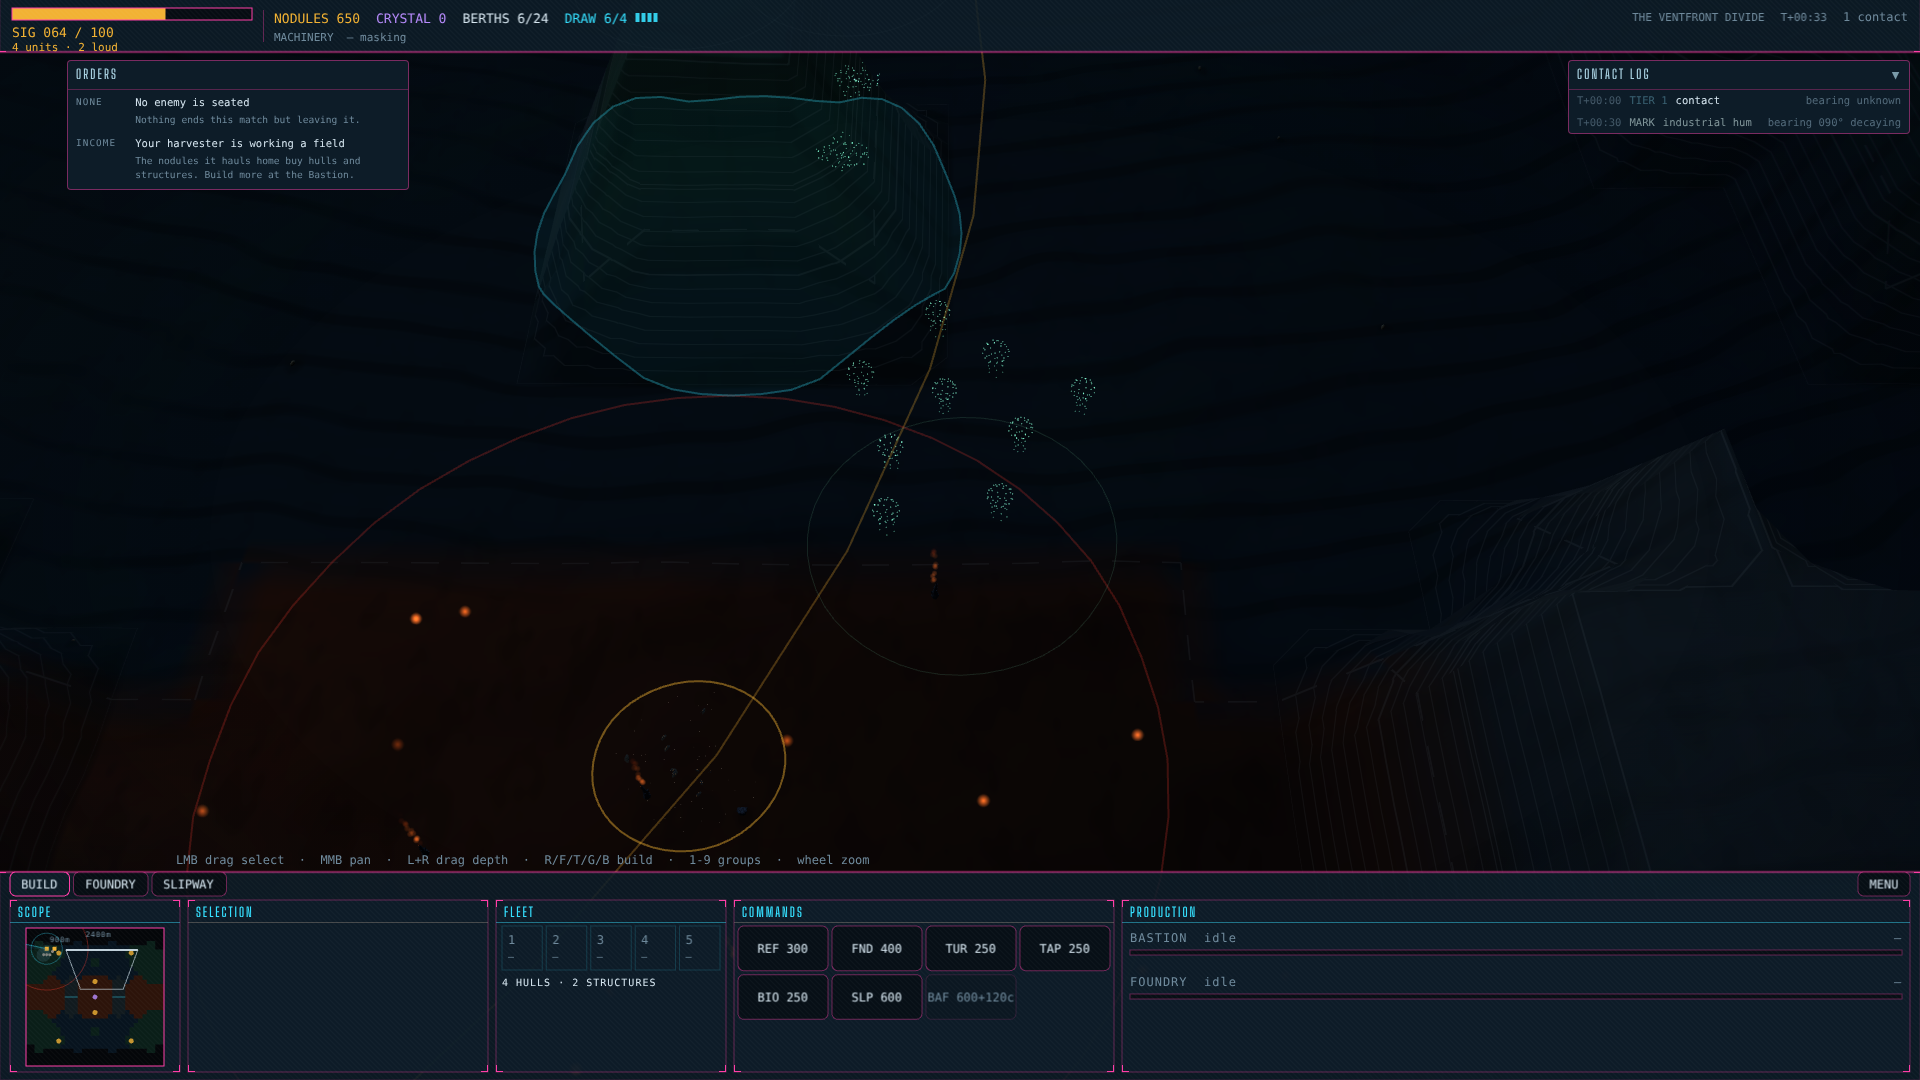 SIG 064 / 100
4 units · 2 loud
NODULES 650 CRYSTAL 0 BERTHS 6/24 DRAW 6/4
MACHINERY — masking
THE VENTFRONT DIVIDE T+00:33 1 contact
ORDERS
NONE No enemy is seated
Nothing ends this match but leaving it.
INCOME Your harvester is working a field
The nodules it hauls home buy hulls and
structures. Build more at the Bastion.
CONTACT LOG ▼
T+00:00 TIER 1 contact bearing unknown
T+00:30 MARK industrial hum bearing 090° decaying
LMB drag select · MMB pan · L+R drag depth · R/F/T/G/B build · 1-9 groups · wheel zoom
BUILD FOUNDRY SLIPWAY MENU
SCOPE
900m 2480m
SELECTION
FLEET
1 2 3 4 5
— — — — —
4 HULLS · 2 STRUCTURES
COMMANDS
REF 300 FND 400 TUR 250 TAP 250
BIO 250 SLP 600 BAF 600+120c
PRODUCTION
BASTION idle —
FOUNDRY idle —